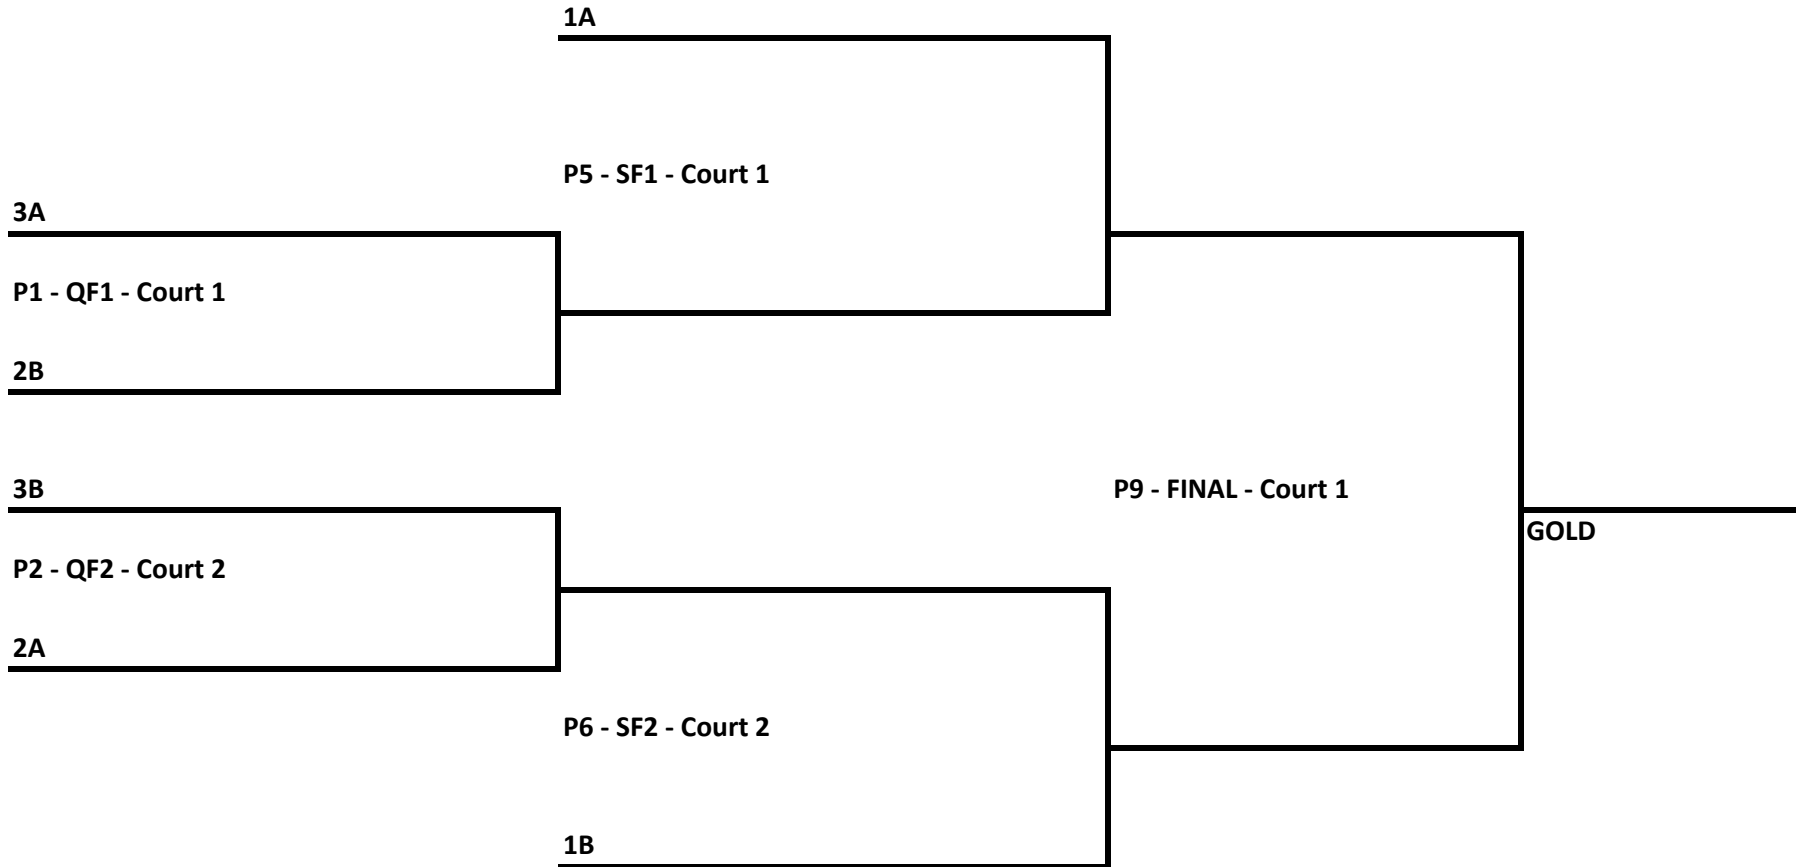 1A
P5 - SF1 - Court 1
3A
P1 - QF1 - Court 1
2B
3B
P9 - FINAL - Court 1
GOLD
P2 - QF2 - Court 2
2A
P6 - SF2 - Court 2
1B